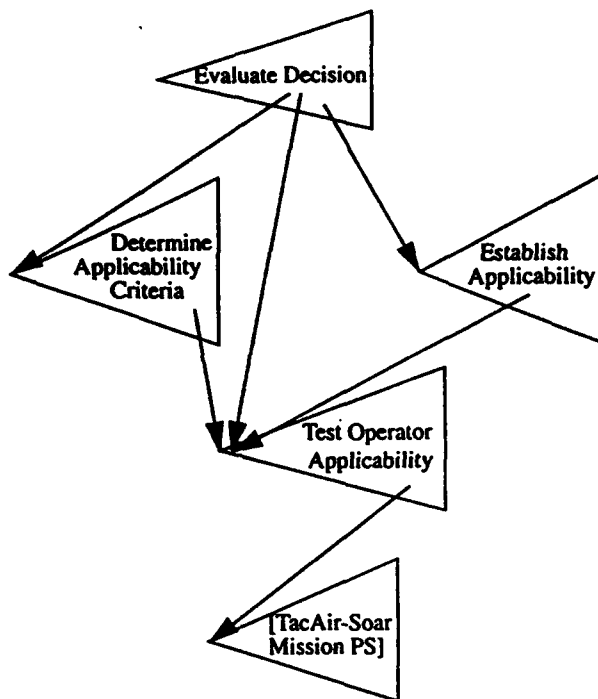 Evaluate Decision
Determine
Applicability
Criteria
Establish
Applicability
Test Operator
Applicability
[TacAir-Soar
Mission PS]